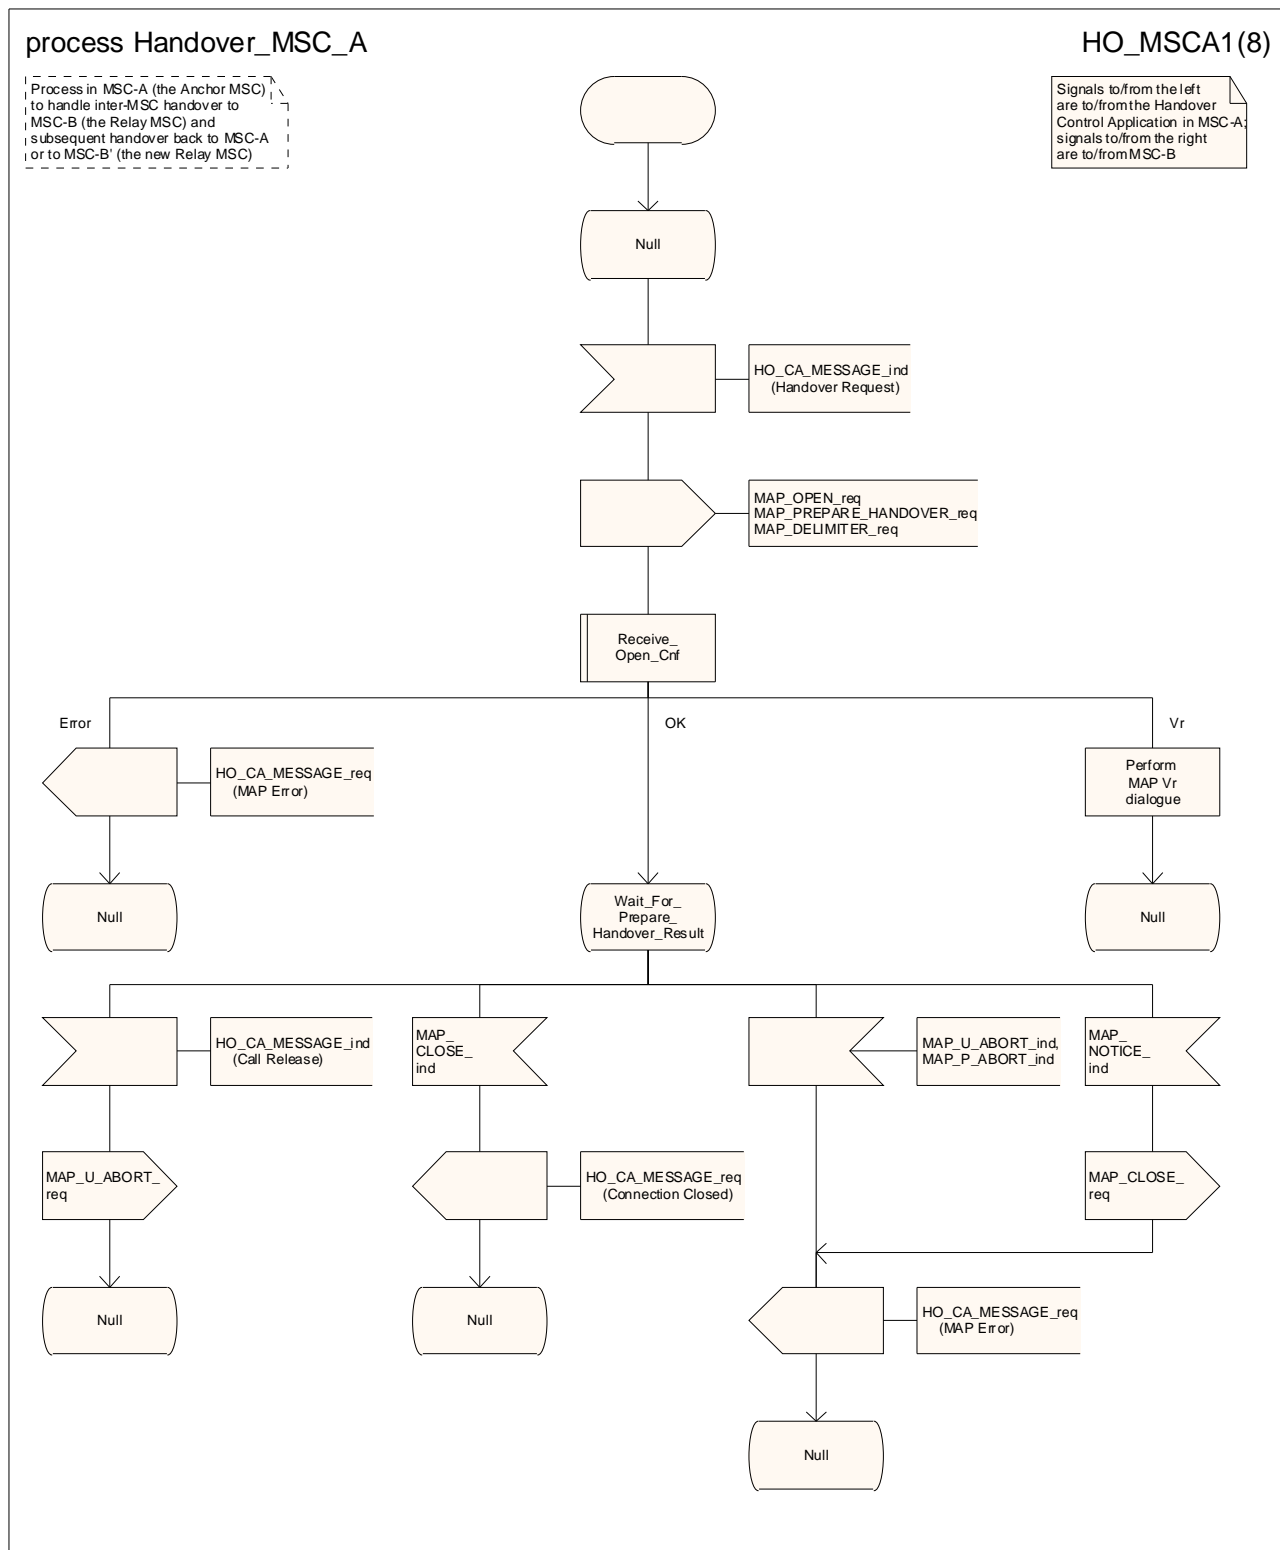 process Handover_MSC_A
HO_MSCA1(8)
Process in MSC-A (the Anchor MSC)
to handle inter-MSC handover to
MSC-B (the Relay MSC) and
subsequent handover back to MSC-A
or to MSC-B' (the new Relay MSC)
Signals to/from the left
are to/from the Handover
Control Application in MSC-A;
signals to/from the right
are to/from MSC-B
Null
HO_CA_MESSAGE_ind
(Handover Request)
MAP_OPEN_req
MAP_PREPARE_HANDOVER_req
MAP_DELIMITER_req
Receive_
Open_Cnf
Error
OK
Vr
HO_CA_MESSAGE_req
(MAP Error)
Perform
MAP Vr
dialogue
Null
Wait_For_
Prepare_
Handover_Result
Null
HO_CA_MESSAGE_ind
(Call Release)
MAP_
CLOSE_
ind
MAP_U_ABORT_ind,
MAP_P_ABORT_ind
MAP_
NOTICE_
ind
MAP_U_ABORT_
req
HO_CA_MESSAGE_req
(Connection Closed)
MAP_CLOSE_
req
Null
Null
HO_CA_MESSAGE_req
(MAP Error)
Null